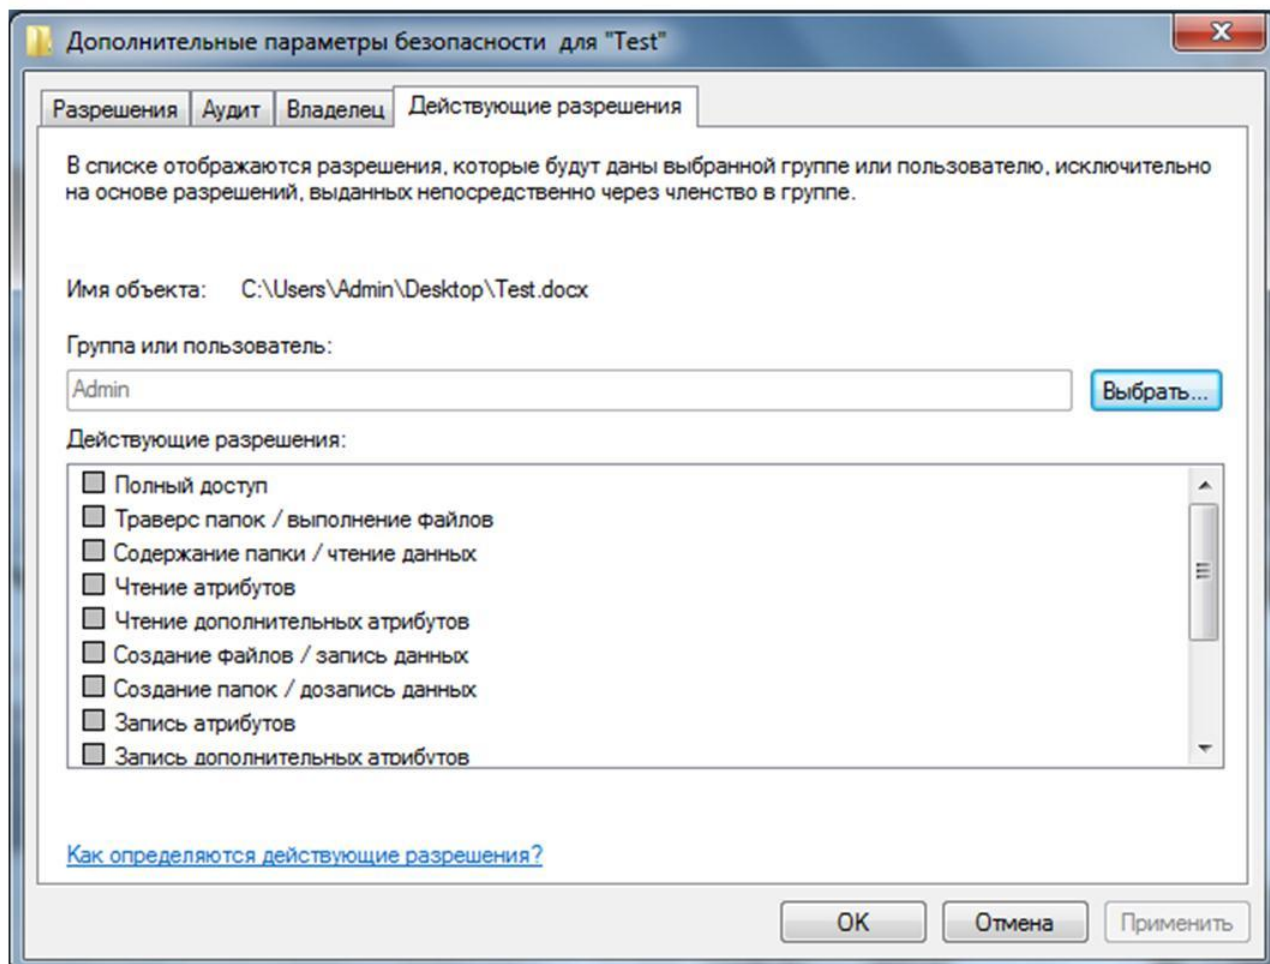 Дополнительные параметры безопасности для "Test"
Разрешения
Аудит
Владелец
Действующие разрешения
В списке отображаются разрешения, которые будут даны выбранной группе или пользователю, исключительно
на основе разрешений, выданных непосредственно через членство в группе.
Имя объекта: C:\Users\Admin\Desktop\Test.docx
Группа или пользователь:
Admin
Выбрать...
Действующие разрешения:
Полный доступ
Траверс папок / выполнение файлов
Содержание папки / чтение данных
Чтение атрибутов
Чтение дополнительных атрибутов
Создание файлов / запись данных
Создание папок / дозапись данных
Запись атрибутов
Запись дополнительных атрибутов
Как определяются действующие разрешения?
ОК
Отмена
Применить